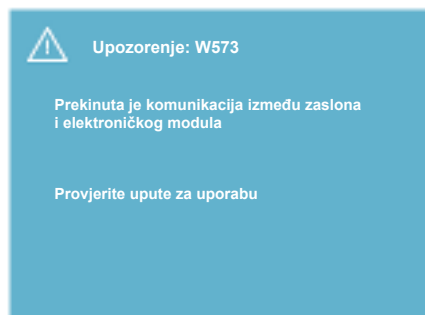 Upozorenje: W573
Prekinuta je komunikacija između zaslona
i elektroničkog modula
Provjerite upute za uporabu